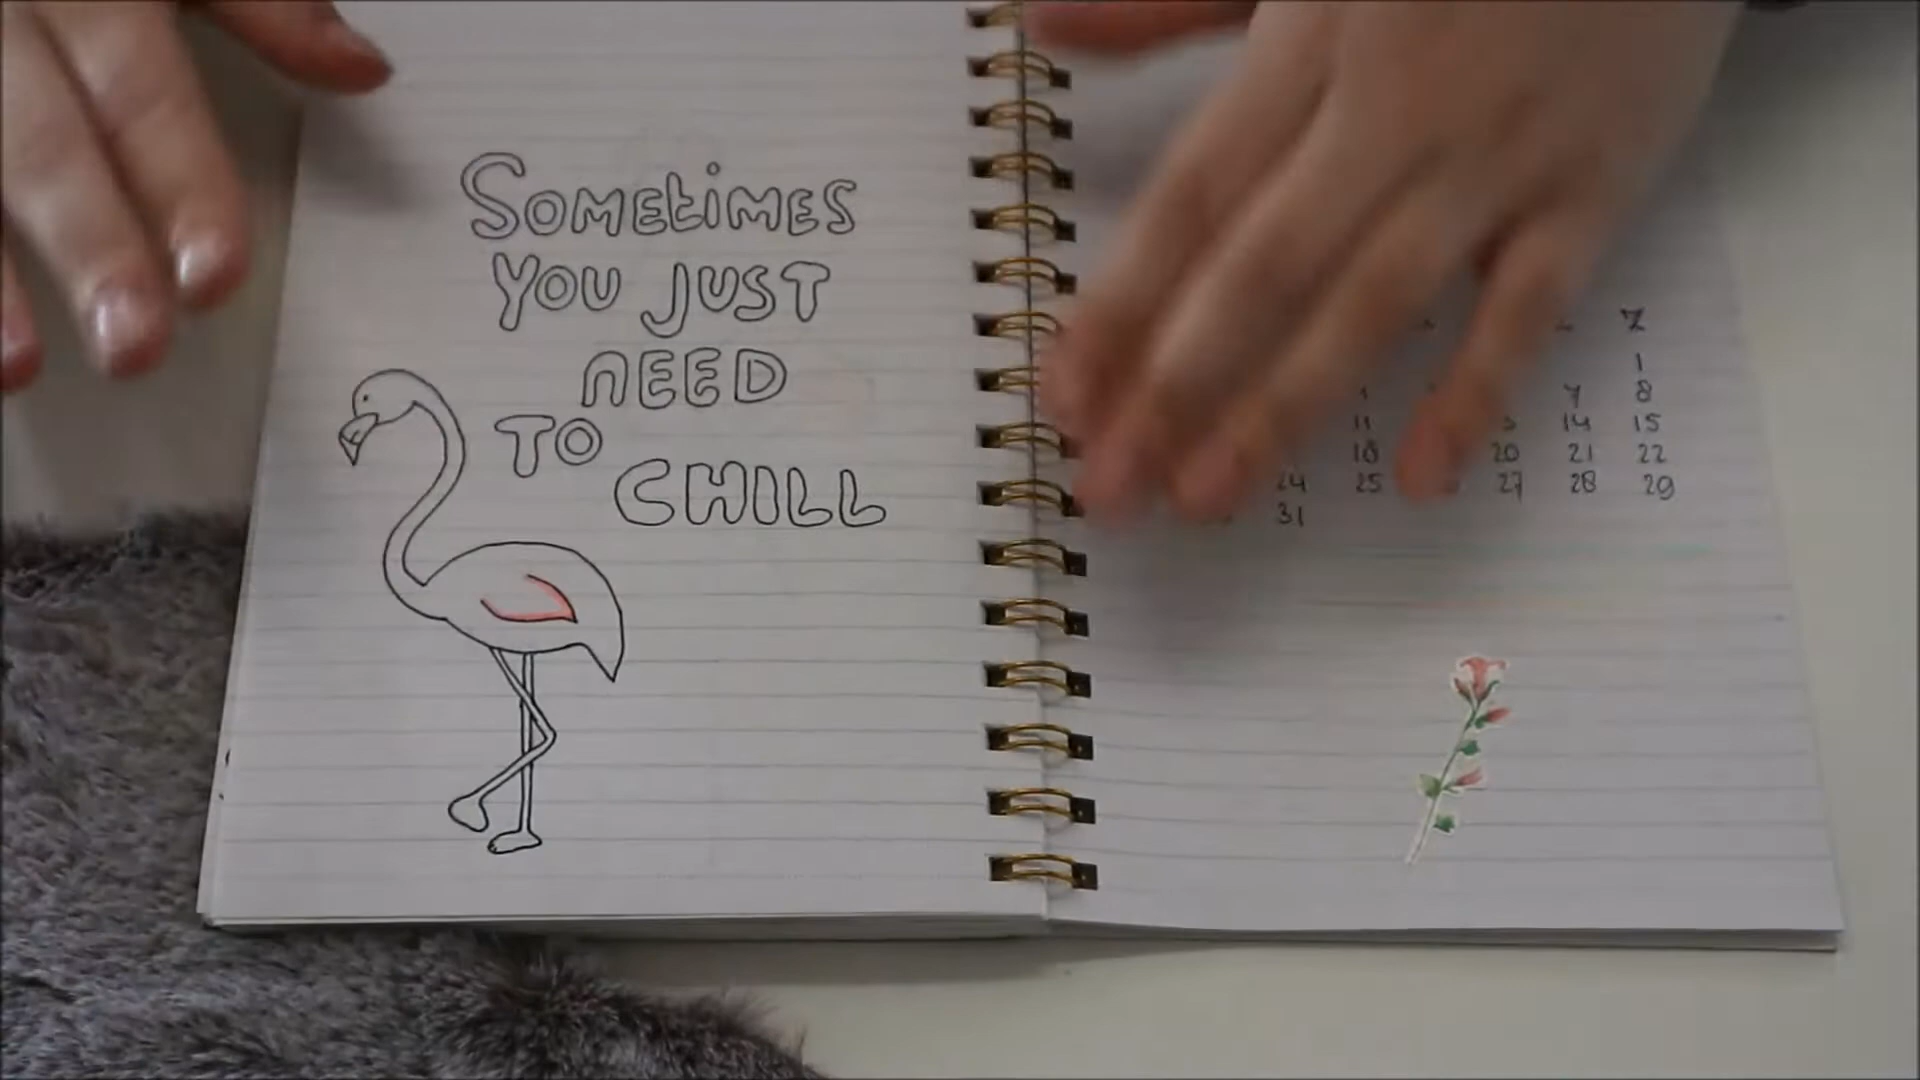 SOMETIMES
YOU JUST
NEED
TO
CHILL
Z
1
7 8
11 14 15
18 20 21 22
24 25 27 28 29
31